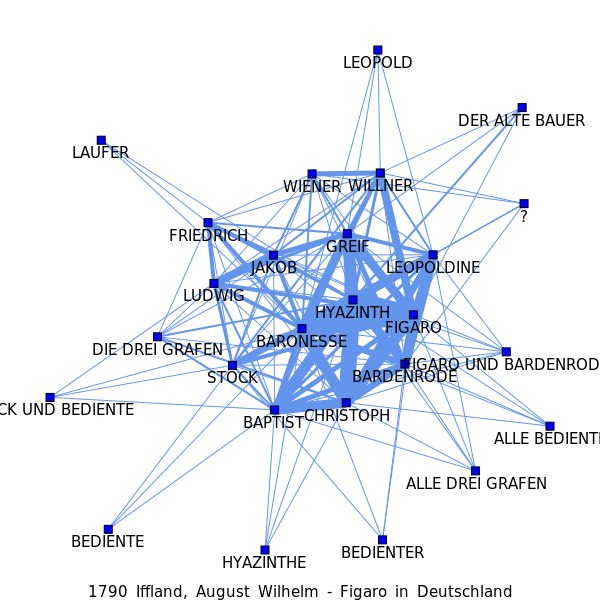 LEOPOLD
DER ALTE BAUER
LAUFER
WIENER
WILLNER
?
FRIEDRICH
GREIF
JAKOB
LEOPOLDINE
LUDWIG
HYAZINTH
FIGARO
BARONESSE
DIE DREI GRAFEN
FIGARO UND BARDENROD
STOCK
BARDENRODE
CK UND BEDIENTE
BAPTIST
CHRISTOPH
ALLE BEDIENTE
ALLE DREI GRAFEN
BEDIENTE
BEDIENTER
HYAZINTHE
1790 Iffland, August Wilhelm - Figaro in Deutschland